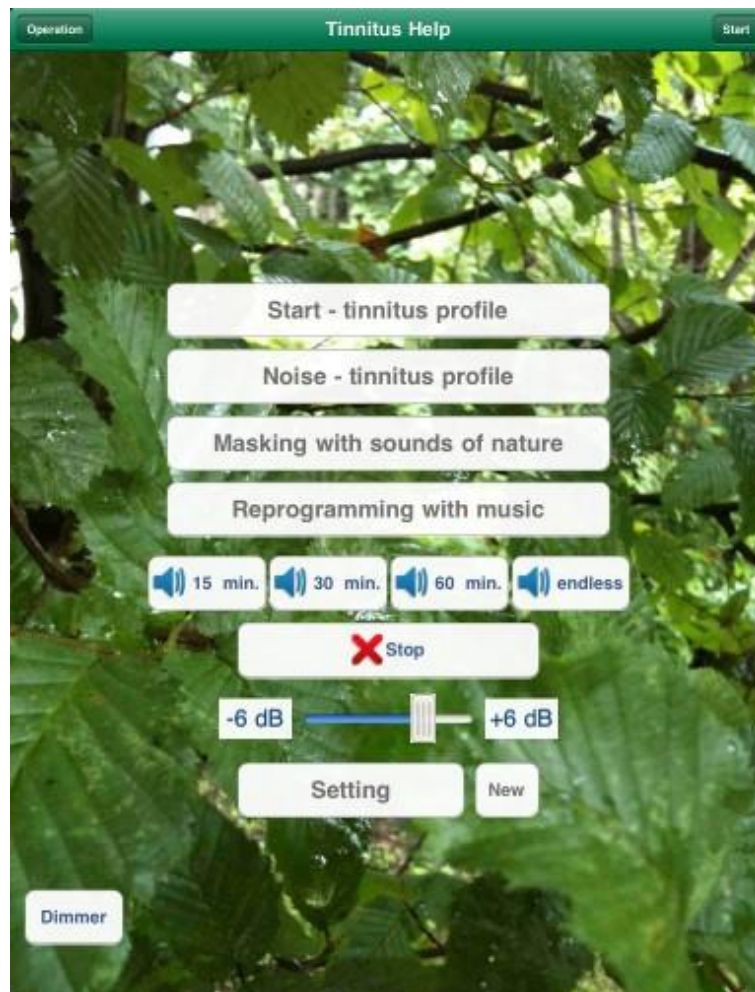 Operation Tinnitus Help Start
Start - tinnitus profile
Noise - tinnitus profile
Masking with sounds of nature
Reprogramming with music
15 min. 30 min. 60 min. endless
Stop
-6 dB +6 dB
Setting New
Dimmer